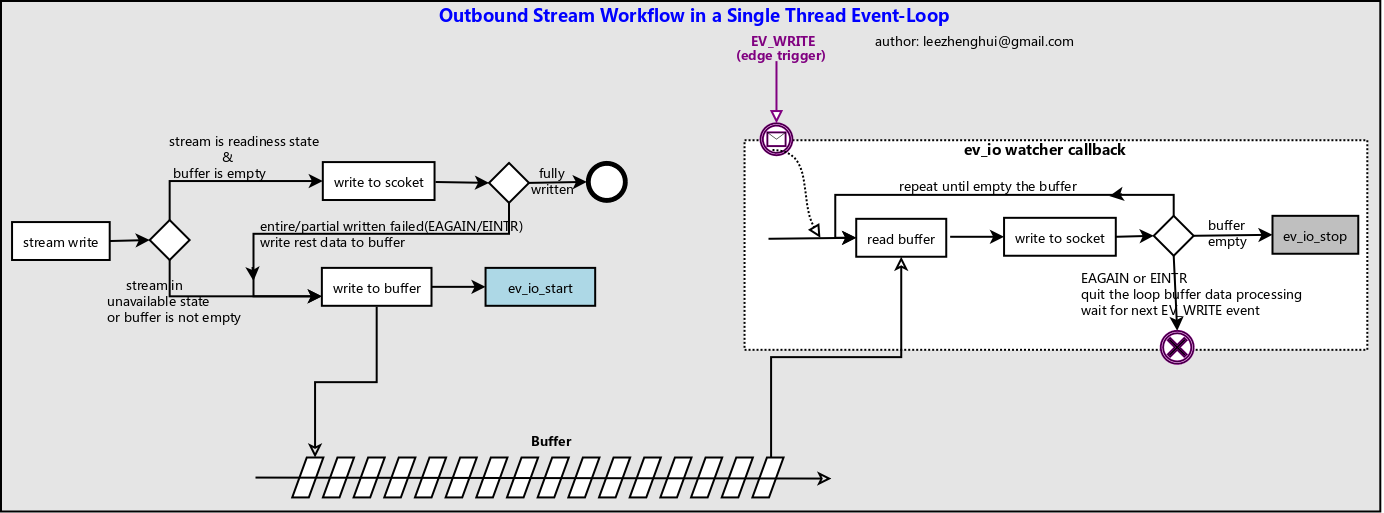 Outbound Stream Workflow in a Single Thread Event-Loop
EV_WRITE
(edge trigger)
author: leezhenghui@gmail.com
stream is readiness state
&
buffer is empty
write to scoket
fully
written
stream write
entire/partial written failed(EAGAIN/EINTR)
write rest data to buffer
stream in
unavailable state
or buffer is not empty
write to buffer
ev_io_start
ev_io watcher callback
repeat until empty the buffer
read buffer
write to socket
buffer
empty
ev_io_stop
EAGAIN or EINTR
quit the loop buffer data processing
wait for next EV_WRITE event
Buffer